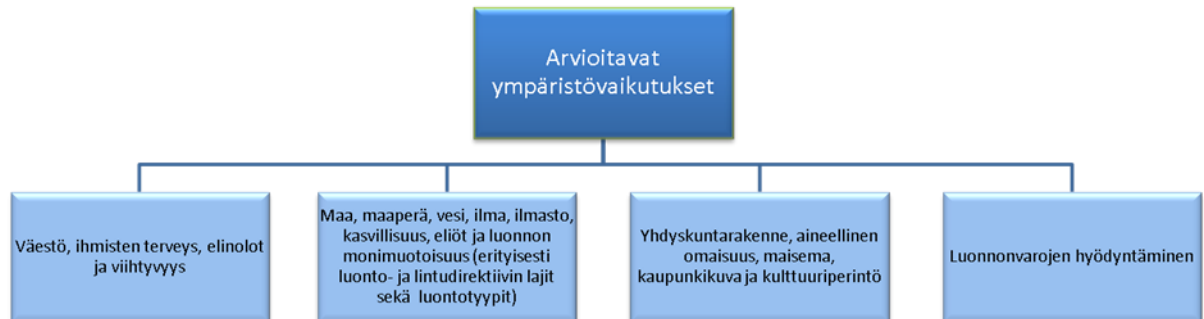 Arvioitavat
ympäristövaikutukset
Väestö, ihmisten terveys, elinolot
ja viihtyvyys
Maa, maaperä, vesi, ilma, ilmasto,
kasvillisuus, eliöt ja luonnon
monimuotoisuus (erityisesti
luonto- ja lintudirektiivin lajit
sekä luontotyypit)
Yhdyskuntarakenne, aineellinen
omaisuus, maisema,
kaupunkikuva ja kulttuuriperintö
Luonnonvarojen hyödyntäminen